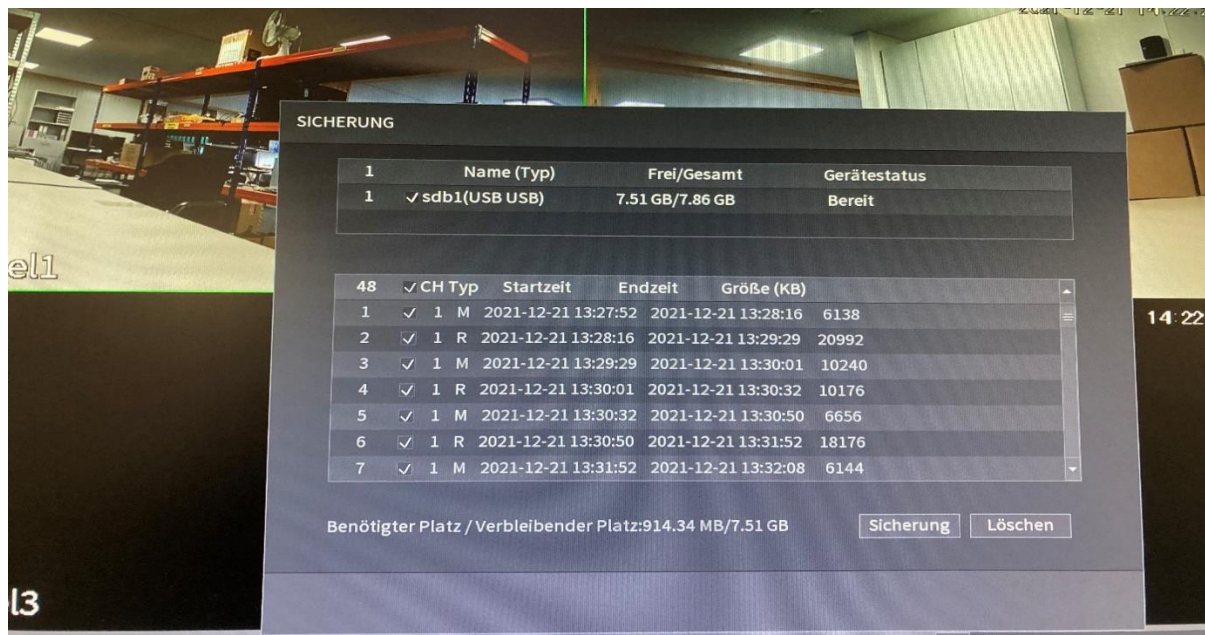 SICHERUNG
1 Name (Typ) Frei/Gesamt Gerätestatus
1 sdb1(USB USB) 7.51 GB/7.86 GB Bereit
el1
48 CH Typ Startzeit Endzeit Größe (KB)
1 1 M 2021-12-21 13:27:52 2021-12-21 13:28:16 6138
14:22
2 1 R 2021-12-21 13:28:16 2021-12-21 13:29:29 20992
3 1 M 2021-12-21 13:29:29 2021-12-21 13:30:01 10240
4 1 R 2021-12-21 13:30:01 2021-12-21 13:30:32 10176
5 1 M 2021-12-21 13:30:32 2021-12-21 13:30:50 6656
6 1 R 2021-12-21 13:30:50 2021-12-21 13:31:52 18176
7 1 M 2021-12-21 13:31:52 2021-12-21 13:32:08 6144
Benötigter Platz / Verbleibender Platz:914.34 MB/7.51 GB Sicherung Löschen
l3